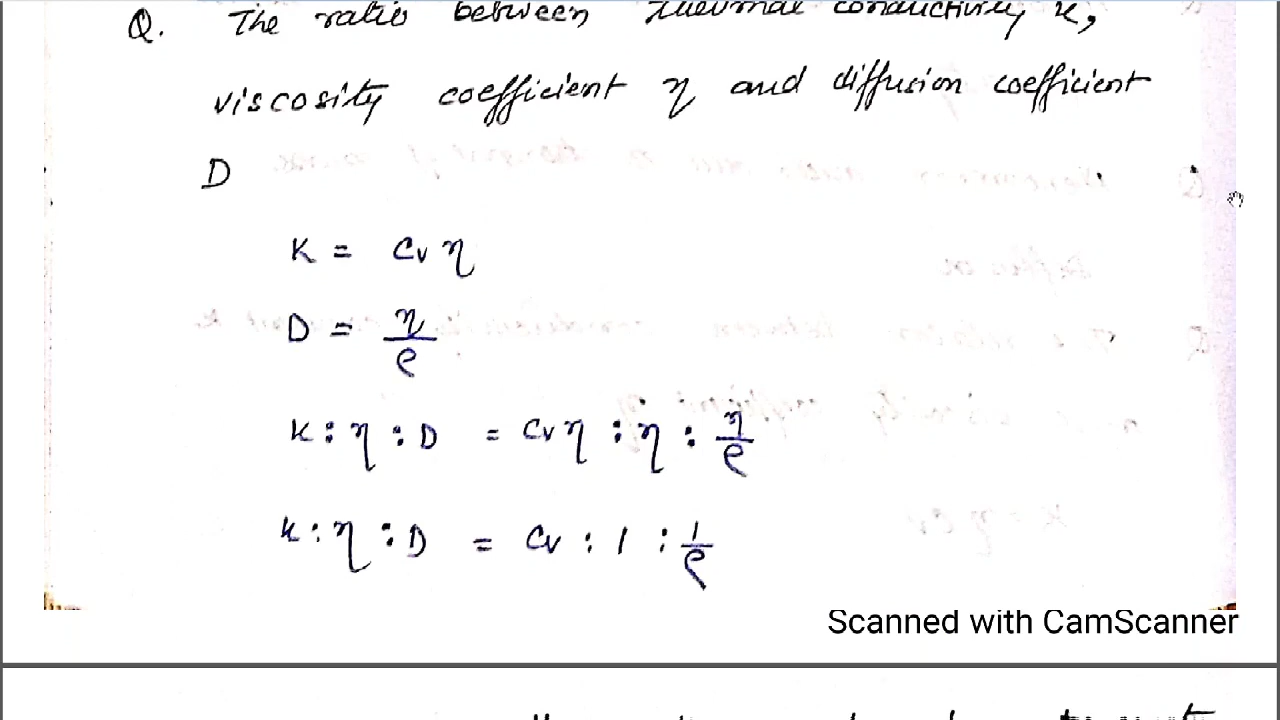 Q. The ratio between thermal conductivity K,
viscosity coefficient η and diffusion coefficient
D
K = Cv η
D = η/ρ
K : η : D = Cv η : η : η/ρ
K : η : D = Cv : 1 : 1/ρ
Scanned with CamScanner